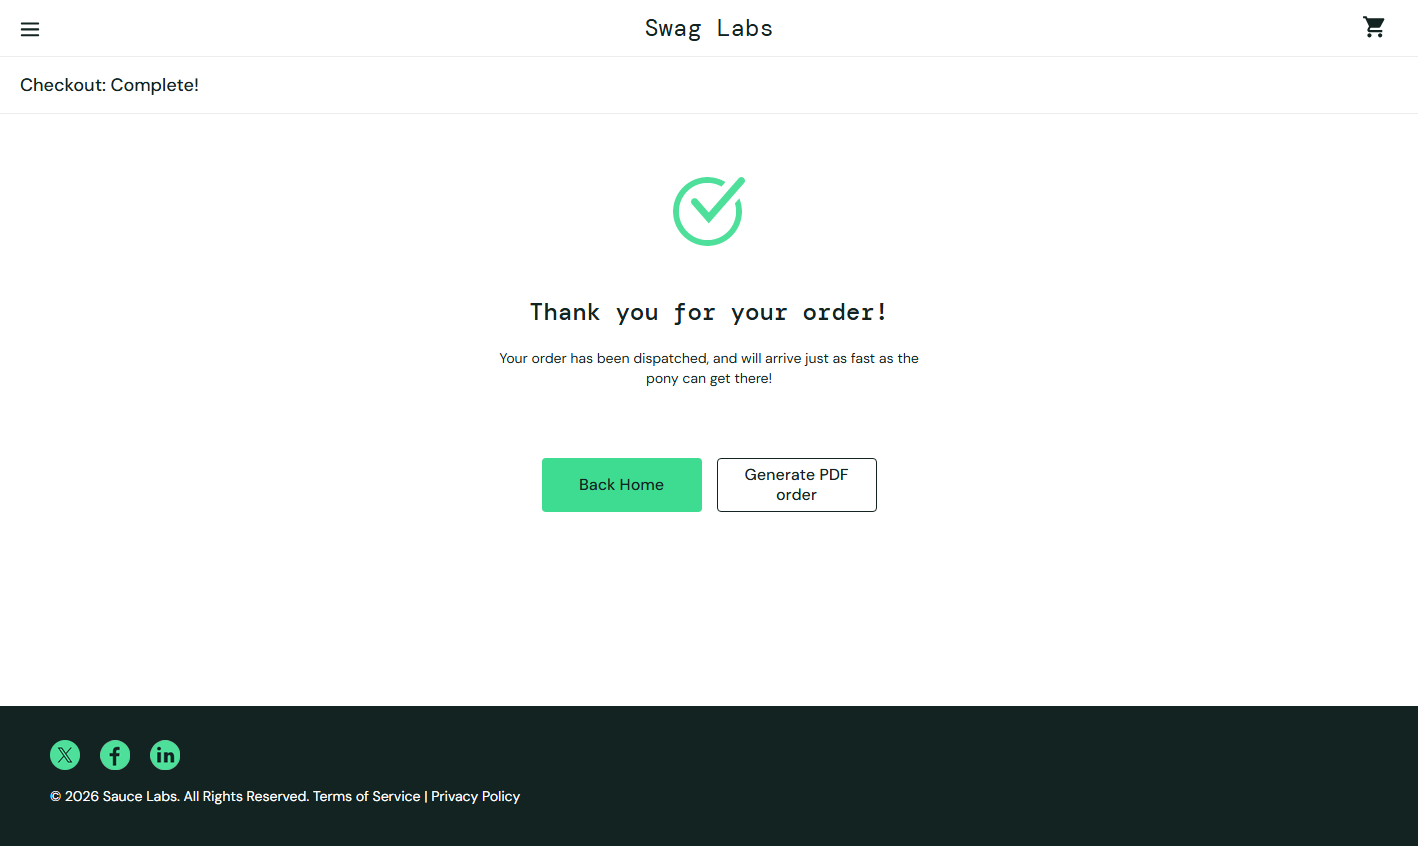 Swag Labs
Checkout: Complete!
Thank you for your order!
Your order has been dispatched, and will arrive just as fast as the
pony can get there!
Back Home
Generate PDF
order
© 2026 Sauce Labs. All Rights Reserved. Terms of Service | Privacy Policy